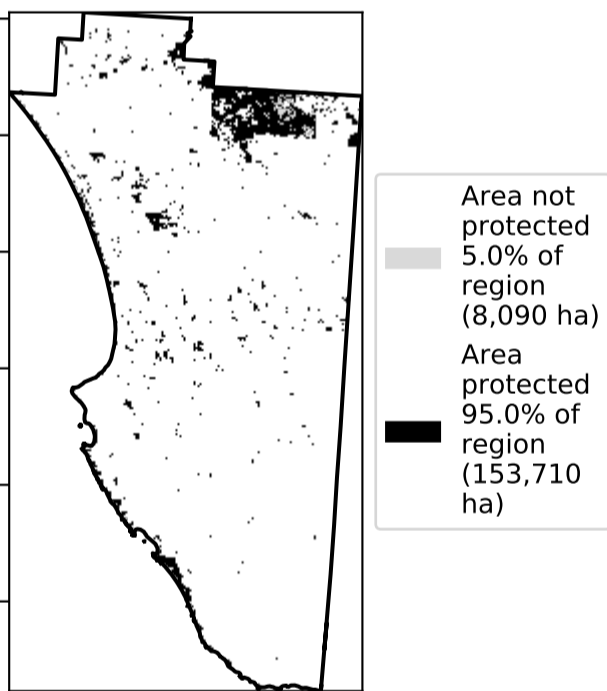 Area not
protected
5.0% of
region
(8,090 ha)
Area
protected
95.0% of
region
(153,710
ha)